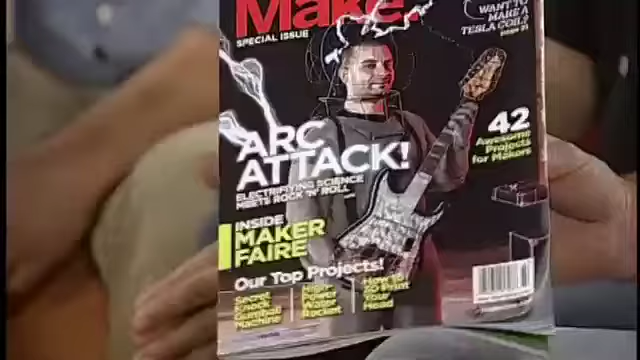 Make:
SPECIAL ISSUE
WANT TO
MAKE A
TESLA COIL?
page 21
42
Awesome
Projects
for Makers
ARC
ATTACK!
ELECTRIFYING SCIENCE
MEETS ROCK 'N' ROLL
INSIDE
MAKER
FAIRE
Our Top Projects!
Secret
Knock
Gumball
Machine
High-
Power
Water
Rocket
How to
3D Print
Your
Head